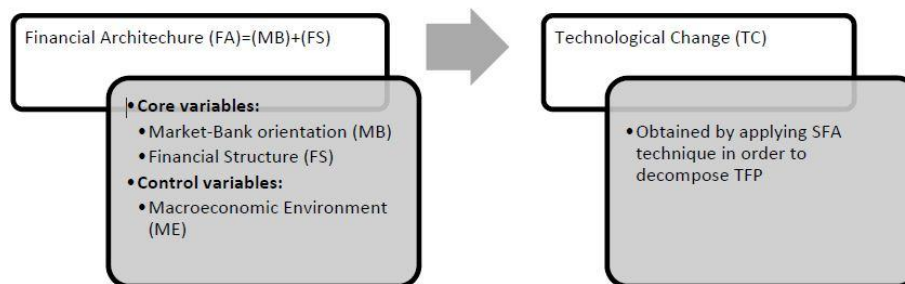 Financial Architechure (FA)=(MB)+(FS)
•Core variables:
•Market-Bank orientation (MB)
•Financial Structure (FS)
•Control variables:
•Macroeconomic Environment
(ME)
Technological Change (TC)
•Obtained by applying SFA
technique in order to
decompose TFP